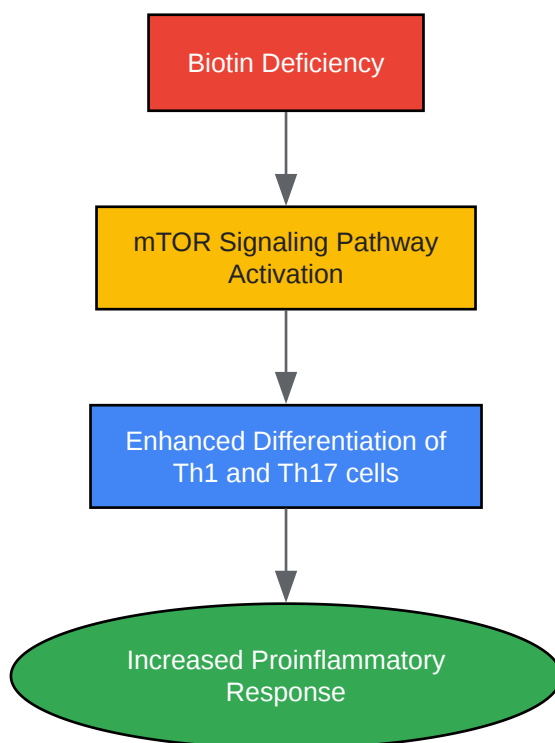 Biotin Deficiency
mTOR Signaling Pathway
Activation
Enhanced Differentiation of
Th1 and Th17 cells
Increased Proinflammatory
Response